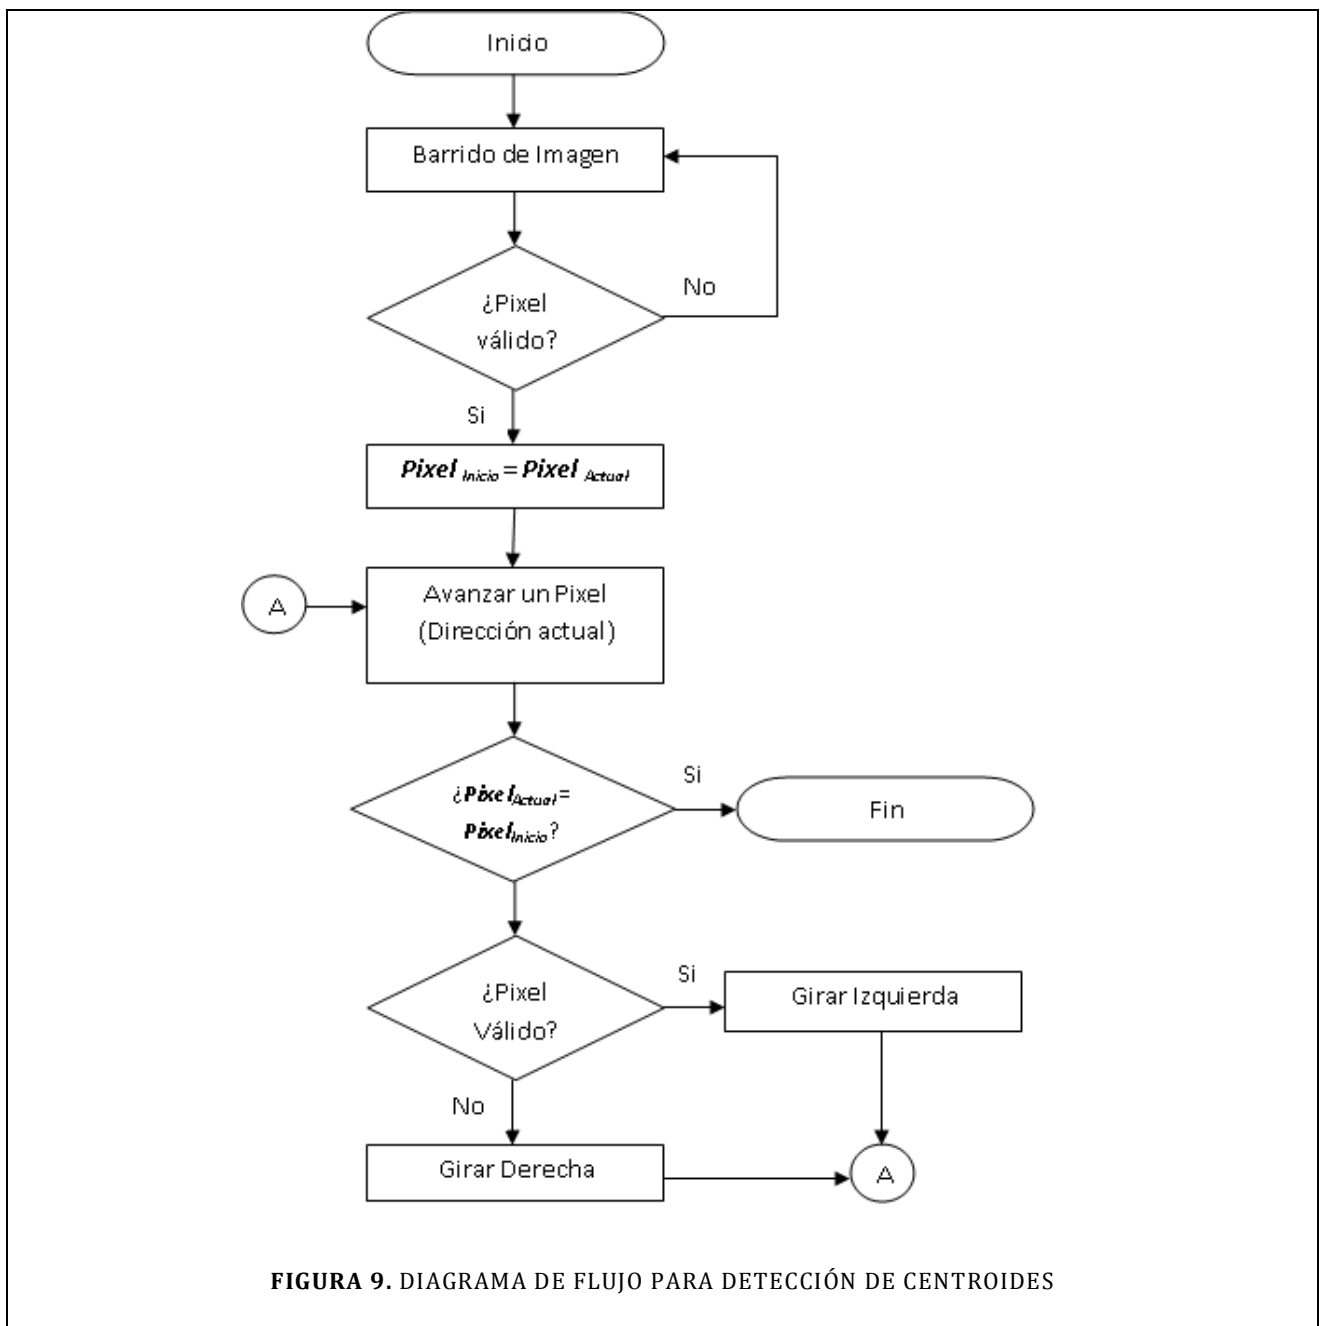 Inicio
Barrido de Imagen
¿Pixel
válido?
No
Si
Pixel Inicio = Pixel Actual
A
Avanzar un Pixel
(Dirección actual)
¿Pixel Actual =
Pixel Inicio?
Si
Fin
¿Pixel
Válido?
Si
Girar Izquierda
No
Girar Derecha
A
FIGURA 9. DIAGRAMA DE FLUJO PARA DETECCIÓN DE CENTROIDES